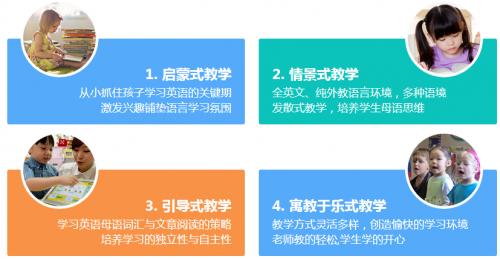 1. 启蒙式教学
从小抓住孩子学习英语的关键期
激发兴趣铺垫语言学习氛围
2. 情景式教学
全英文、纯外教语言环境，多种语境
发散式教学，培养学生母语思维
3. 引导式教学
学习英语母语词汇与文章阅读的策略
培养学习的独立性与自主性
4. 寓教于乐式教学
教学方式灵活多样，创造愉快的学习环境
老师教的轻松,学生学的开心